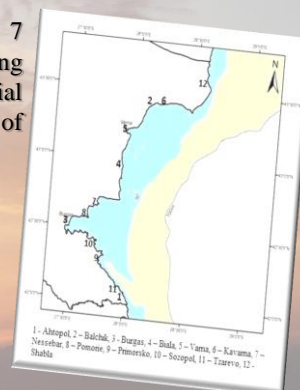 7
ng
ial
of
N
12
2 6
5
4
7
8
3
10
9
11
1
1 - Ahtopol, 2 – Balchik, 3 - Burgas, 4 – Biala, 5 – Varna, 6 – Kavarna, 7 –
Nessebar, 8 – Pomorie, 9 – Primorsko, 10 – Sozopol, 11 – Tzarevo, 12 -
Shabla